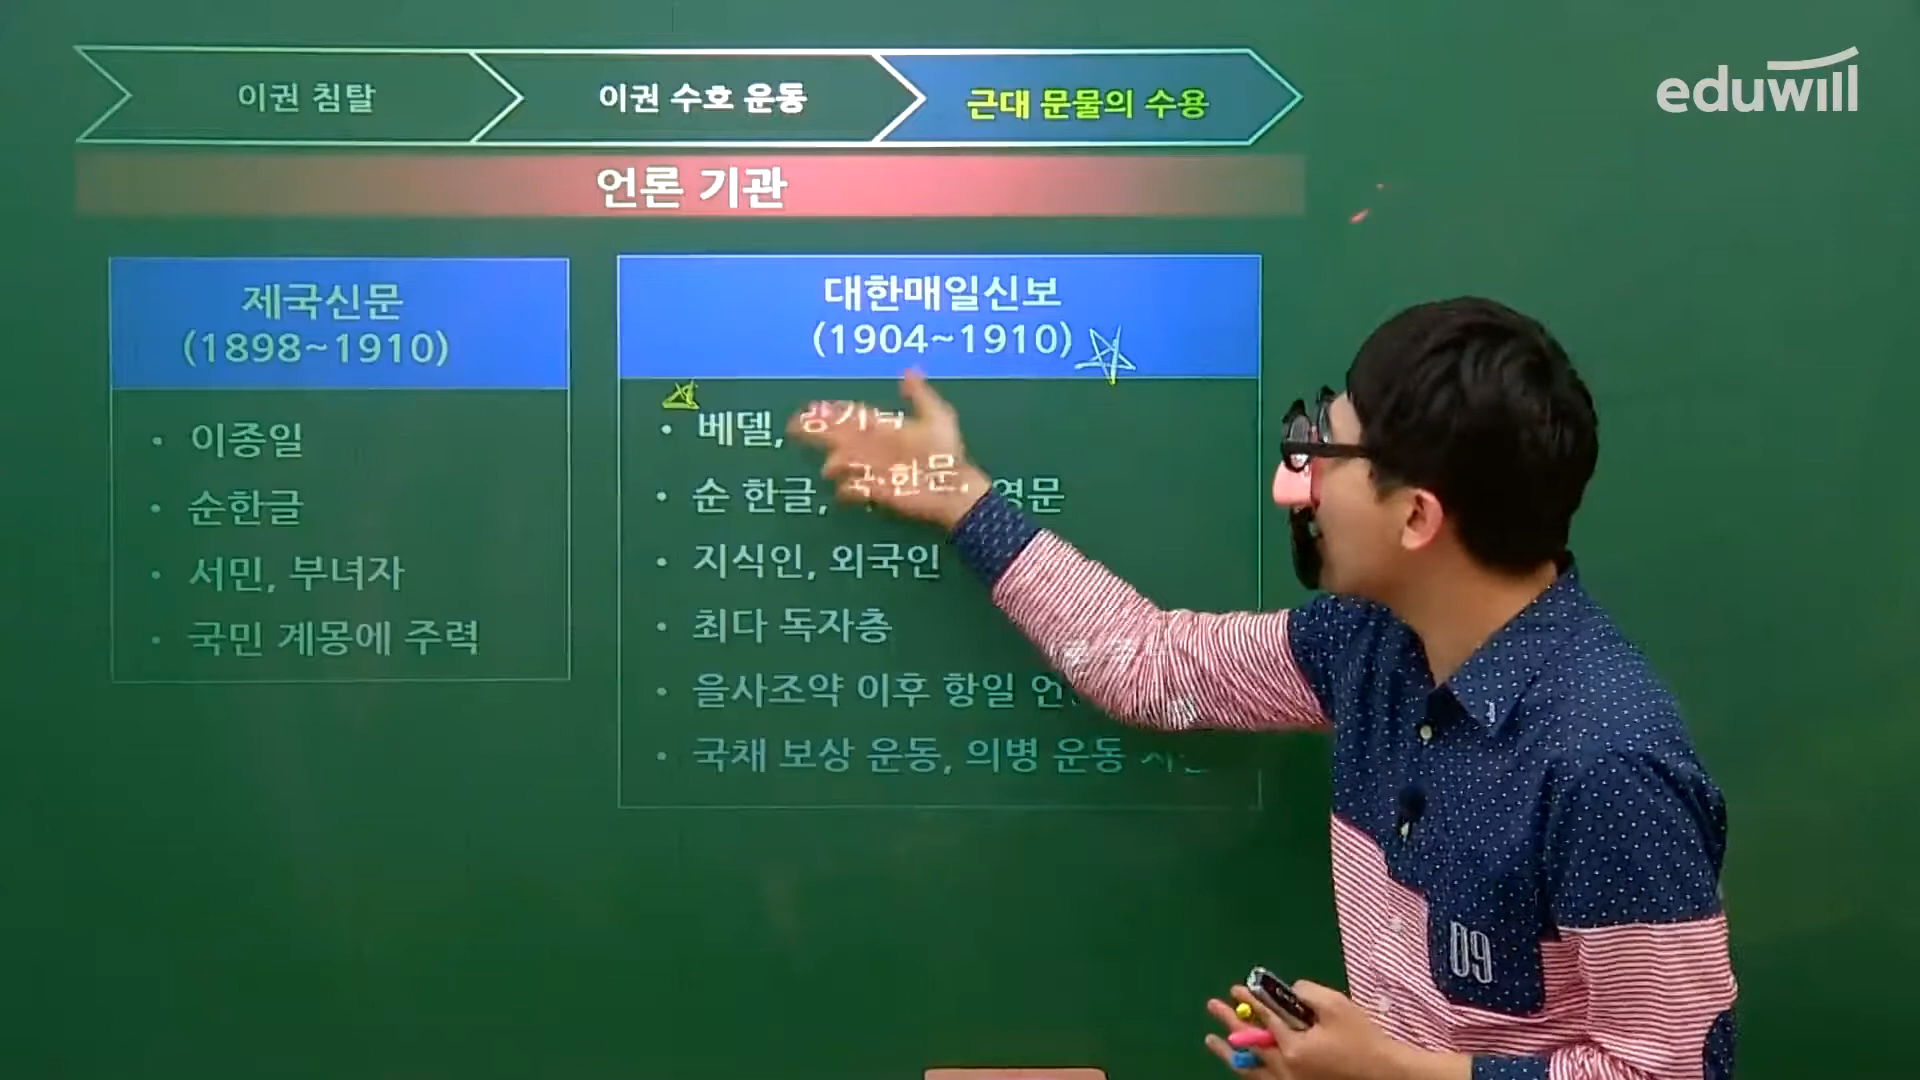 이권 침탈
이권 수호 운동
근대 문물의 수용
eduwill
언론 기관
제국신문
(1898~1910)
• 이종일
• 순한글
• 서민, 부녀자
• 국민 계몽에 주력
대한매일신보
(1904~1910)
• 베델,
• 순 한글, 국·한문, 영문
• 지식인, 외국인
• 최다 독자층
• 을사조약 이후 항일
• 국채 보상 운동, 의병 운동
09